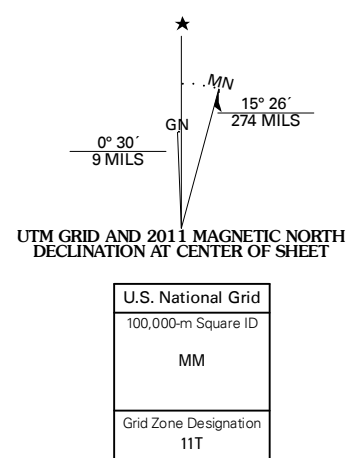 MN
15° 26´
274 MILS
GN
0° 30´
9 MILS
UTM GRID AND 2011 MAGNETIC NORTH
DECLINATION AT CENTER OF SHEET
U.S. National Grid
100,000-m Square ID
MM
Grid Zone Designation
11T